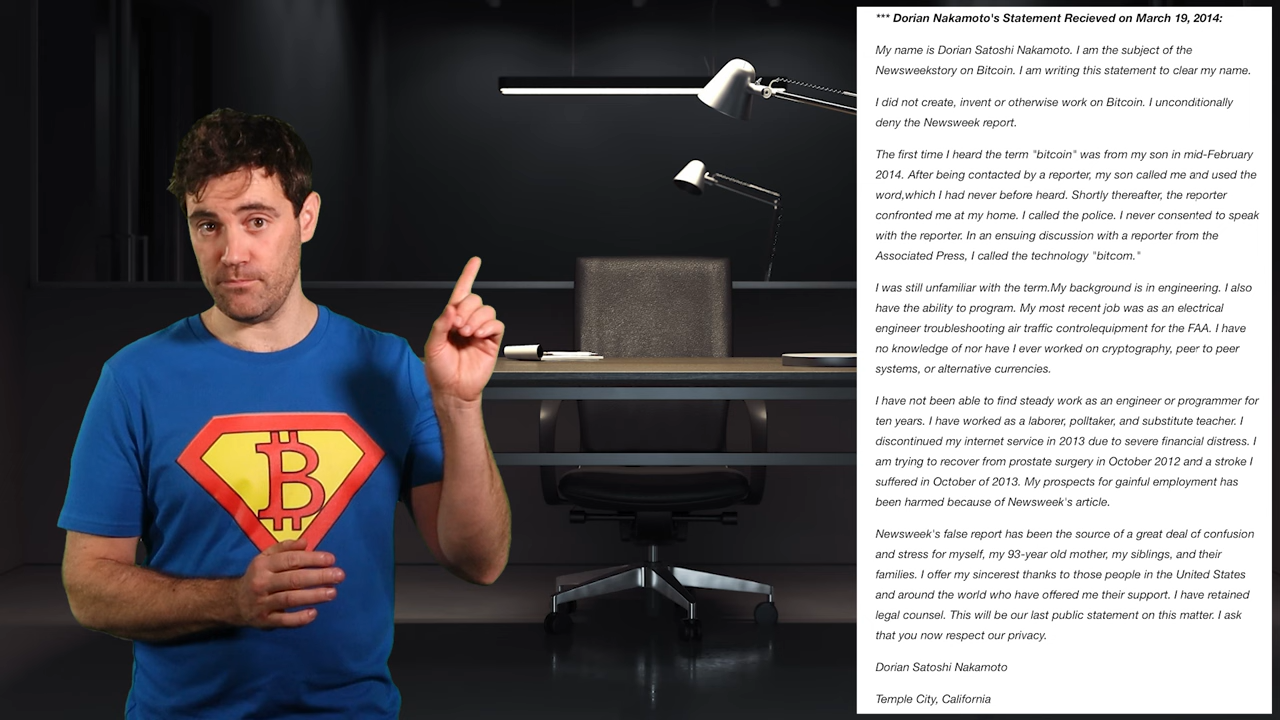 *** Dorian Nakamoto's Statement Recieved on March 19, 2014:
My name is Dorian Satoshi Nakamoto. I am the subject of the
Newsweekstory on Bitcoin. I am writing this statement to clear my name.
I did not create, invent or otherwise work on Bitcoin. I unconditionally
deny the Newsweek report.
The first time I heard the term "bitcoin" was from my son in mid-February
2014. After being contacted by a reporter, my son called me and used the
word,which I had never before heard. Shortly thereafter, the reporter
confronted me at my home. I called the police. I never consented to speak
with the reporter. In an ensuing discussion with a reporter from the
Associated Press, I called the technology "bitcom."
I was still unfamiliar with the term.My background is in engineering. I also
have the ability to program. My most recent job was as an electrical
engineer troubleshooting air traffic controlequipment for the FAA. I have
no knowledge of nor have I ever worked on cryptography, peer to peer
systems, or alternative currencies.
I have not been able to find steady work as an engineer or programmer for
ten years. I have worked as a laborer, polltaker, and substitute teacher. I
discontinued my internet service in 2013 due to severe financial distress. I
am trying to recover from prostate surgery in October 2012 and a stroke I
suffered in October of 2013. My prospects for gainful employment has
been harmed because of Newsweek's article.
Newsweek's false report has been the source of a great deal of confusion
and stress for myself, my 93-year old mother, my siblings, and their
families. I offer my sincerest thanks to those people in the United States
and around the world who have offered me their support. I have retained
legal counsel. This will be our last public statement on this matter. I ask
that you now respect our privacy.
Dorian Satoshi Nakamoto
Temple City, California